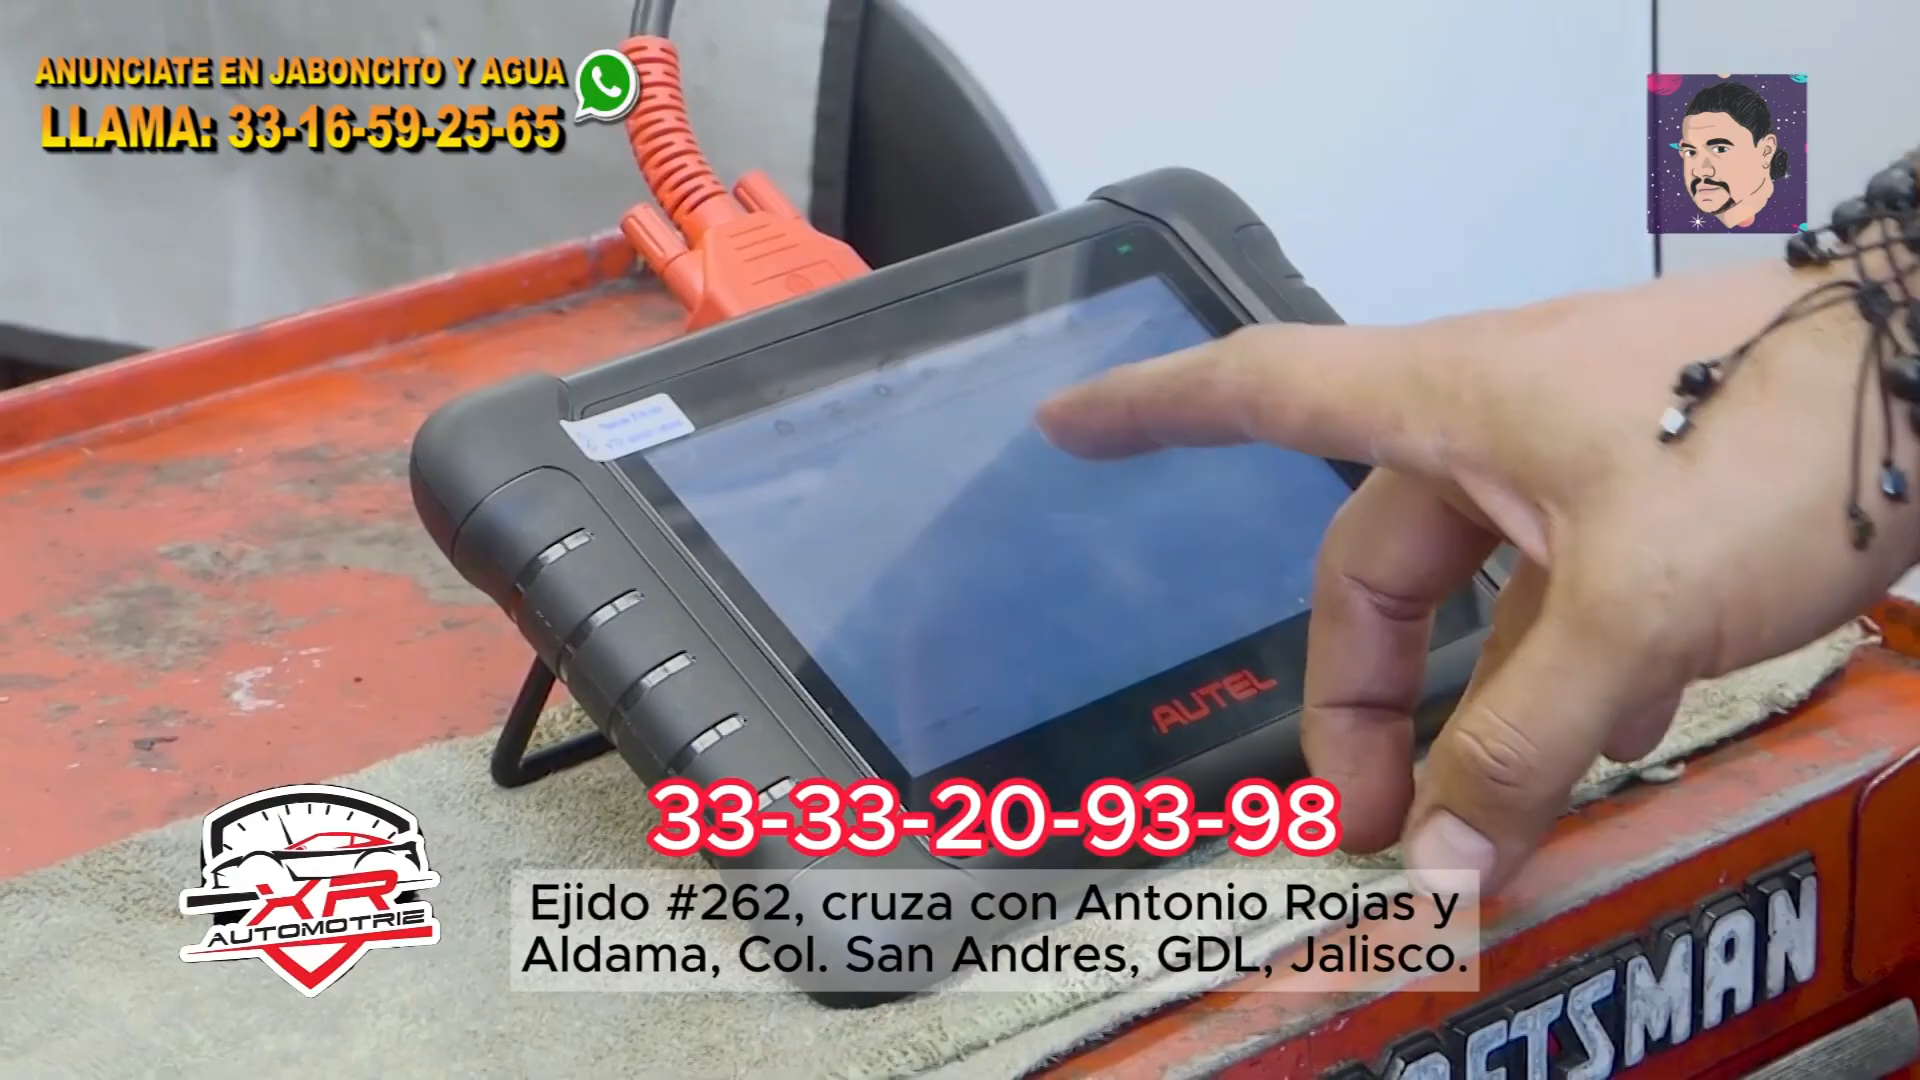 ANUNCIATE EN JABONCITO Y AGUA
LLAMA: 33-16-59-25-65
AUTEL
33-33-20-93-98
XR
AUTOMOTRIZ
Ejido #262, cruza con Antonio Rojas y
Aldama, Col. San Andres, GDL, Jalisco.
CRAFTSMAN